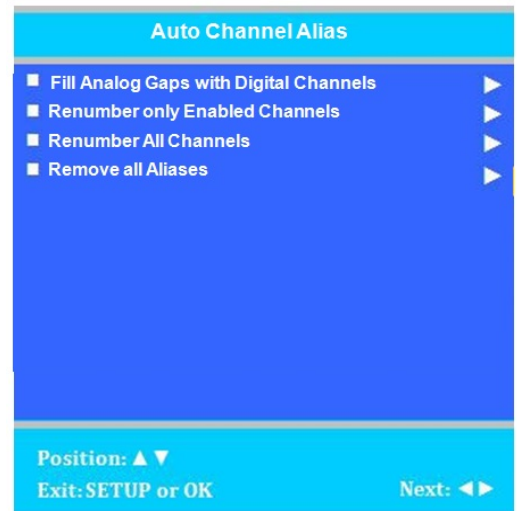 Auto Channel Alias
Fill Analog Gaps with Digital Channels
Renumber only Enabled Channels
Renumber All Channels
Remove all Aliases
Position: ▲ ▼
Exit: SETUP or OK
Next: ◀▶